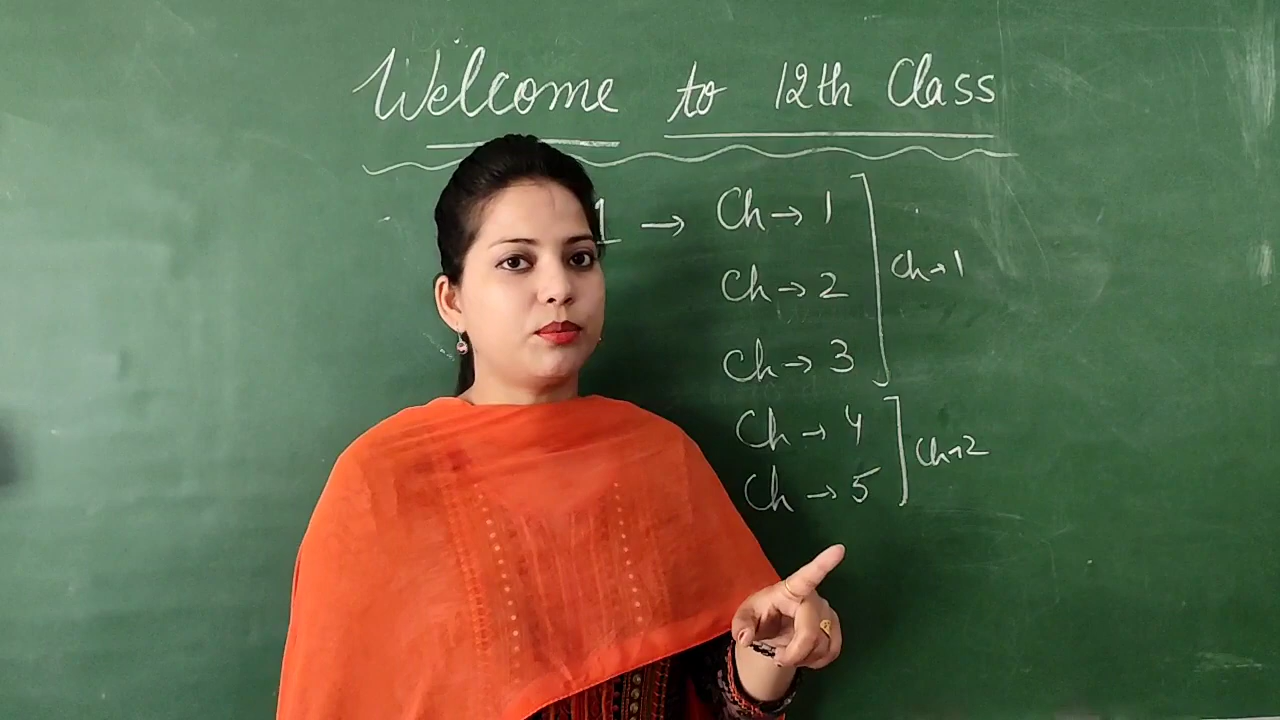 Welcome to 12th Class
1 → Ch → 1
Ch → 2
Ch → 3
Ch → 1
Ch → 4
Ch → 5
Ch → 2